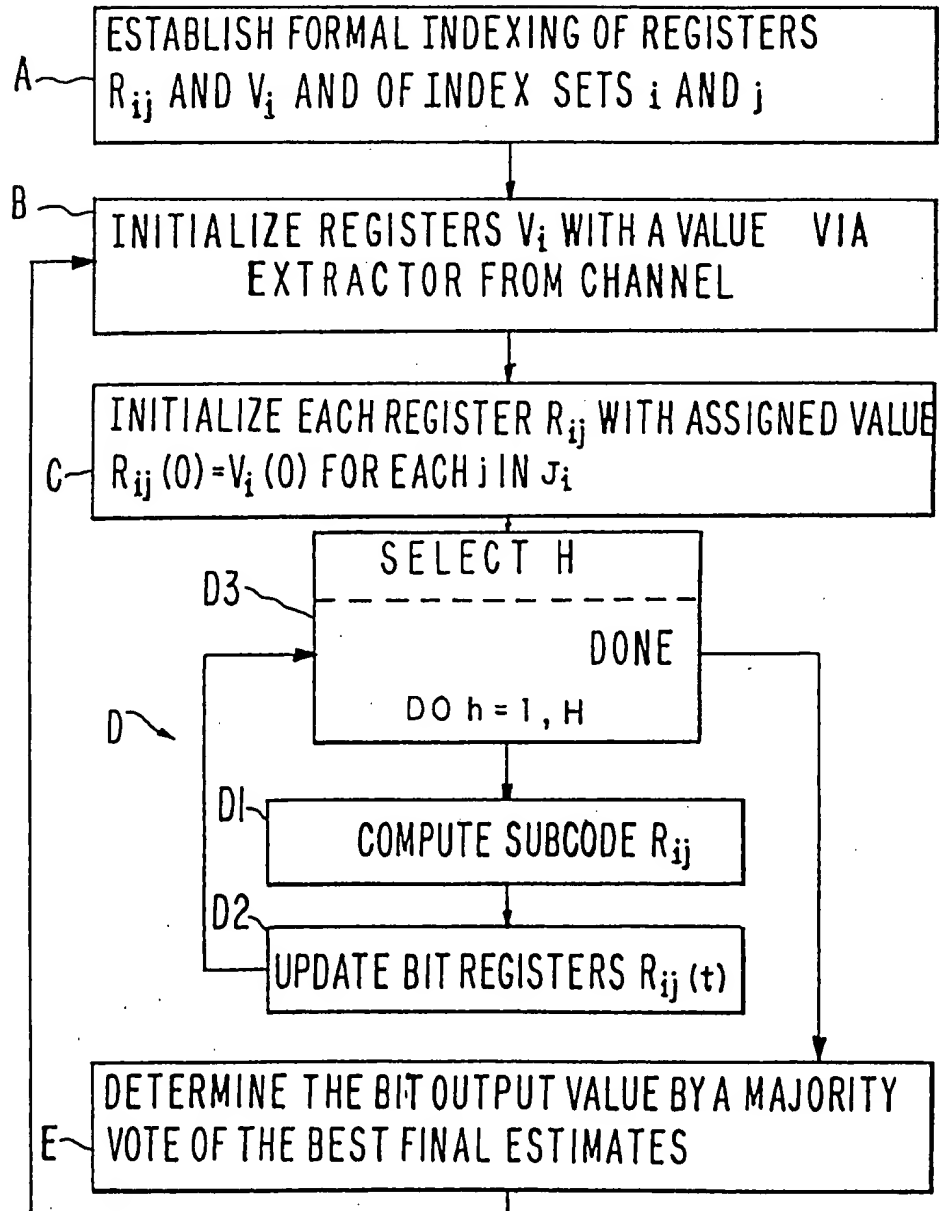 ESTABLISH FORMAL INDEXING OF REGISTERS
A
R_ij AND V_i AND OF INDEX SETS i AND j
B
INITIALIZE REGISTERS V_i WITH A VALUE VIA
EXTRACTOR FROM CHANNEL
INITIALIZE EACH REGISTER R_ij WITH ASSIGNED VALUE
C
R_ij (0) = V_i (0) FOR EACH j IN J_i
SELECT H
D3
DONE
DO h = 1, H
D
D1
COMPUTE SUBCODE R_ij
D2
UPDATE BIT REGISTERS R_ij (t)
DETERMINE THE BIT OUTPUT VALUE BY A MAJORITY
E
VOTE OF THE BEST FINAL ESTIMATES